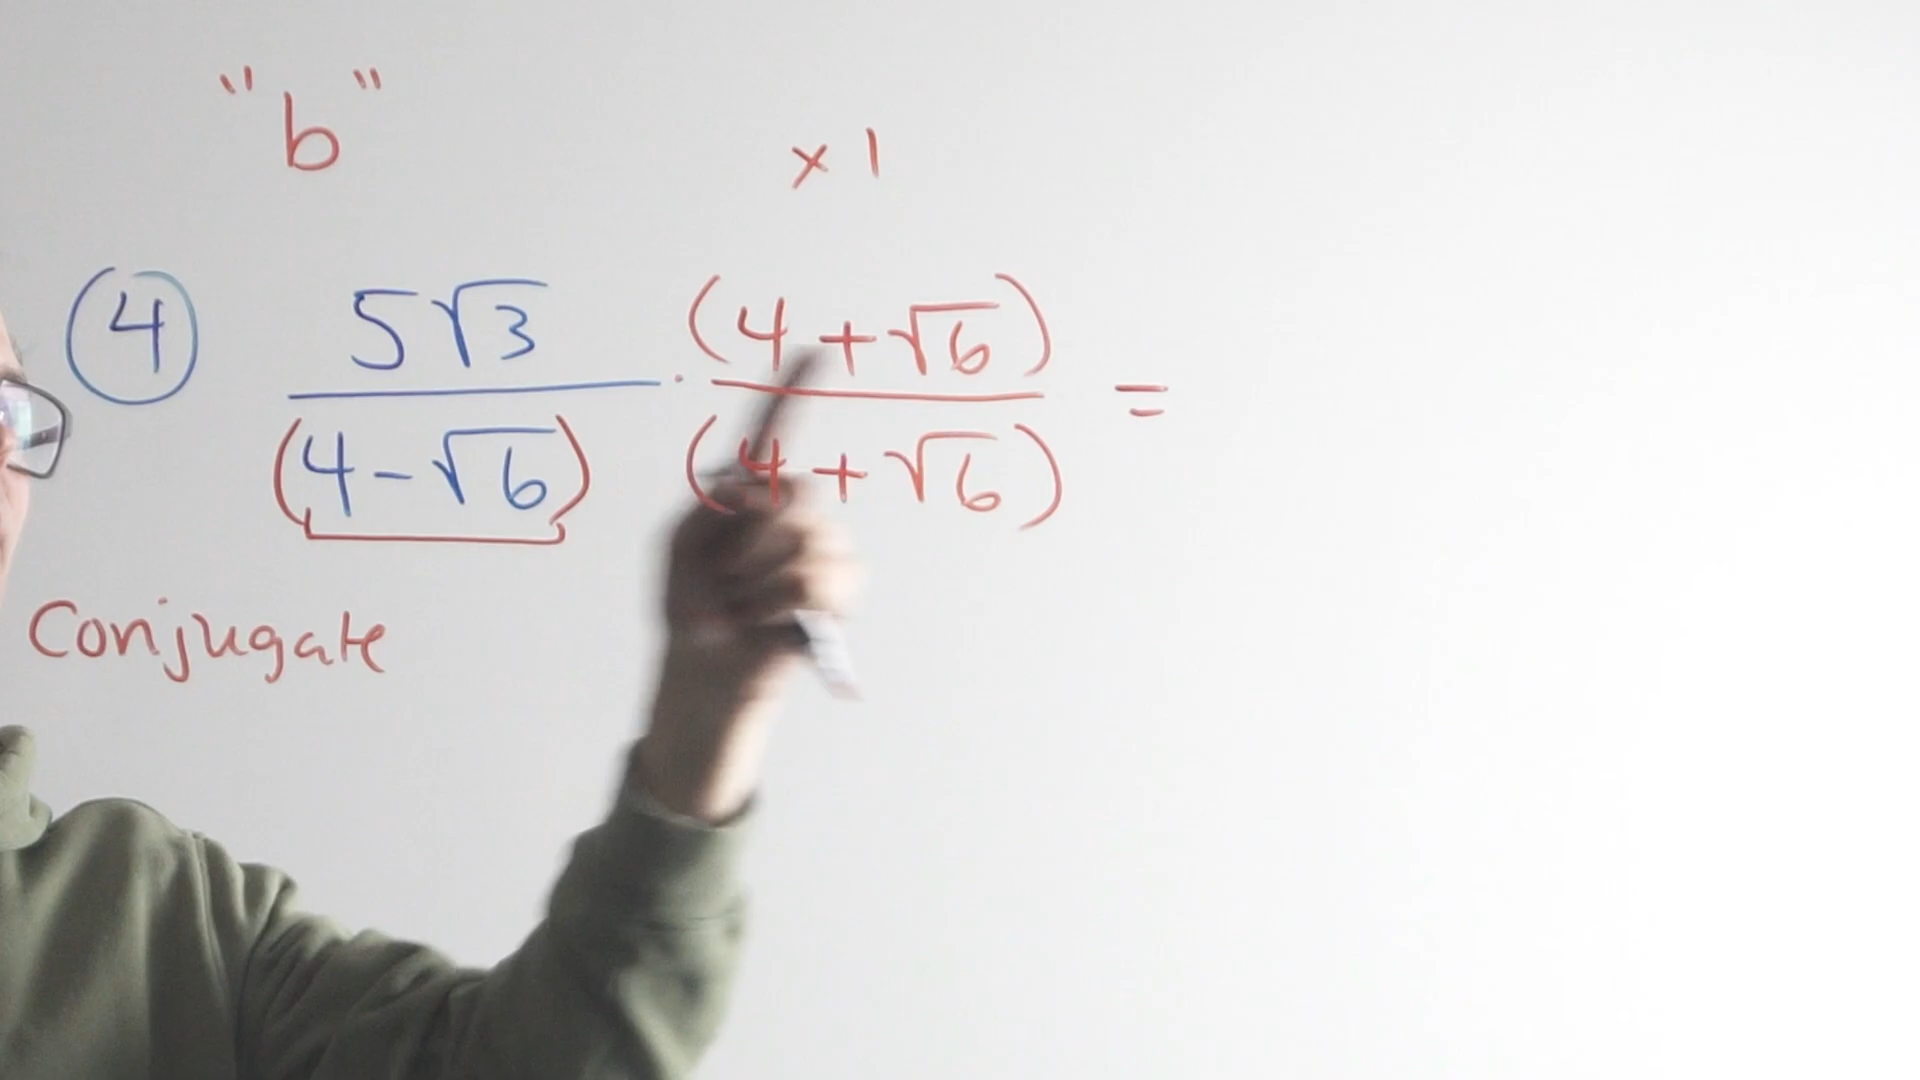 "b"
x 1
④ 5√3 / (4-√6) · (4+√6) / (4+√6) =
Conjugate